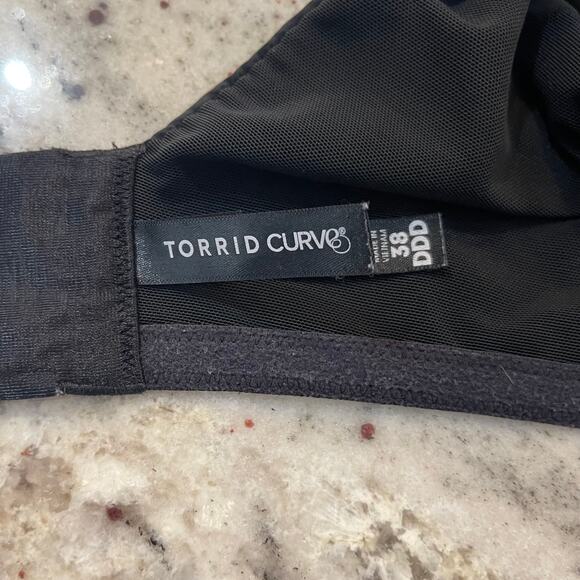 TORRID CURVE®
MADE IN
VIETNAM
38
DDD